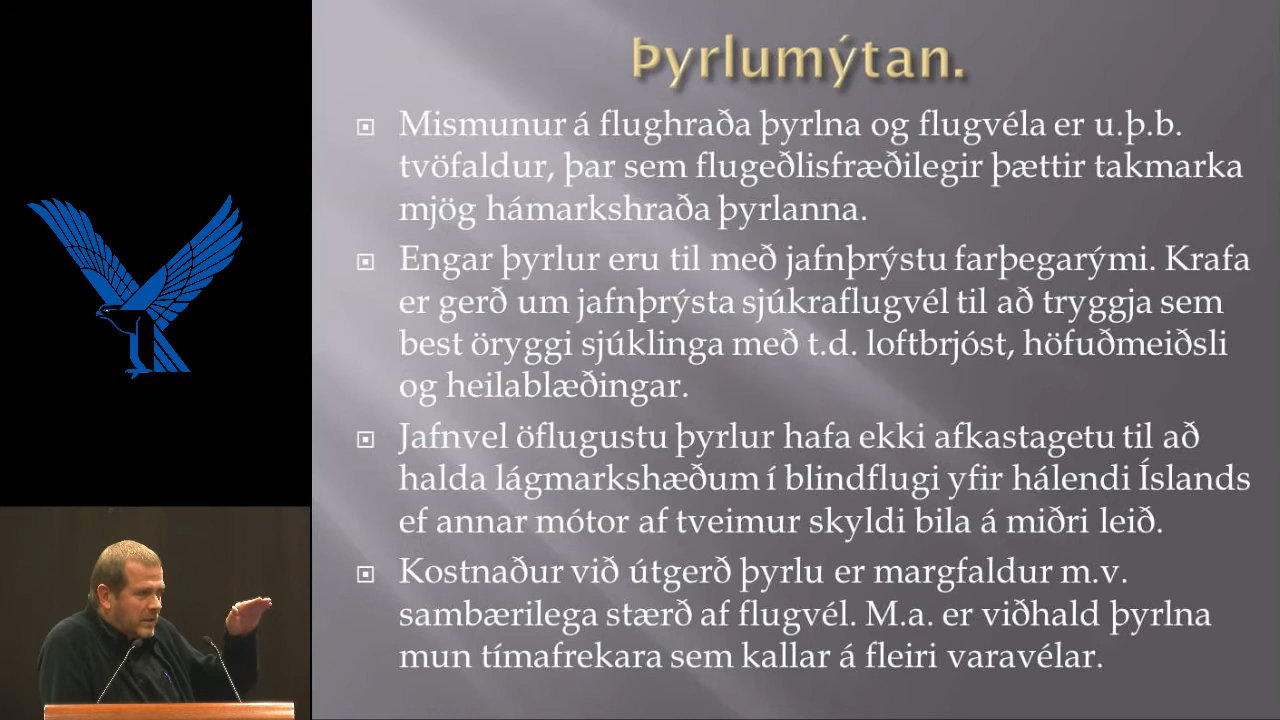 Þyrlumýtan.
Mismunur á flughraða þyrlna og flugvéla er u.þ.b.
tvöfaldur, þar sem flugeðlisfræðilegir þættir takmarka
mjög hámarkshraða þyrlanna.
Engar þyrlur eru til með jafnþrýstu farþegarými. Krafa
er gerð um jafnþrýsta sjúkraflugvél til að tryggja sem
best öryggi sjúklinga með t.d. loftbrjóst, höfuðmeiðsli
og heilablæðingar.
Jafnvel öflugustu þyrlur hafa ekki afkastagetu til að
halda lágmarkshæðum í blindflugi yfir hálendi Íslands
ef annar mótor af tveimur skyldi bila á miðri leið.
Kostnaður við útgerð þyrlu er margfaldur m.v.
sambærilega stærð af flugvél. M.a. er viðhald þyrlna
mun tímafrekara sem kallar á fleiri varavélar.